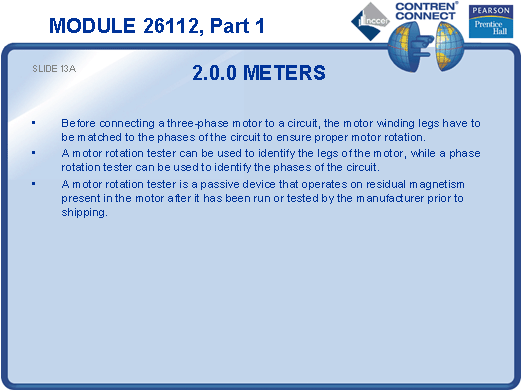 MODULE 26112, Part 1
nccer
CONTREN®
CONNECT
PEARSON
Prentice
Hall
SLIDE 13A
2.0.0 METERS
• Before connecting a three-phase motor to a circuit, the motor winding legs have to
be matched to the phases of the circuit to ensure proper motor rotation.
• A motor rotation tester can be used to identify the legs of the motor, while a phase
rotation tester can be used to identify the phases of the circuit.
• A motor rotation tester is a passive device that operates on residual magnetism
present in the motor after it has been run or tested by the manufacturer prior to
shipping.